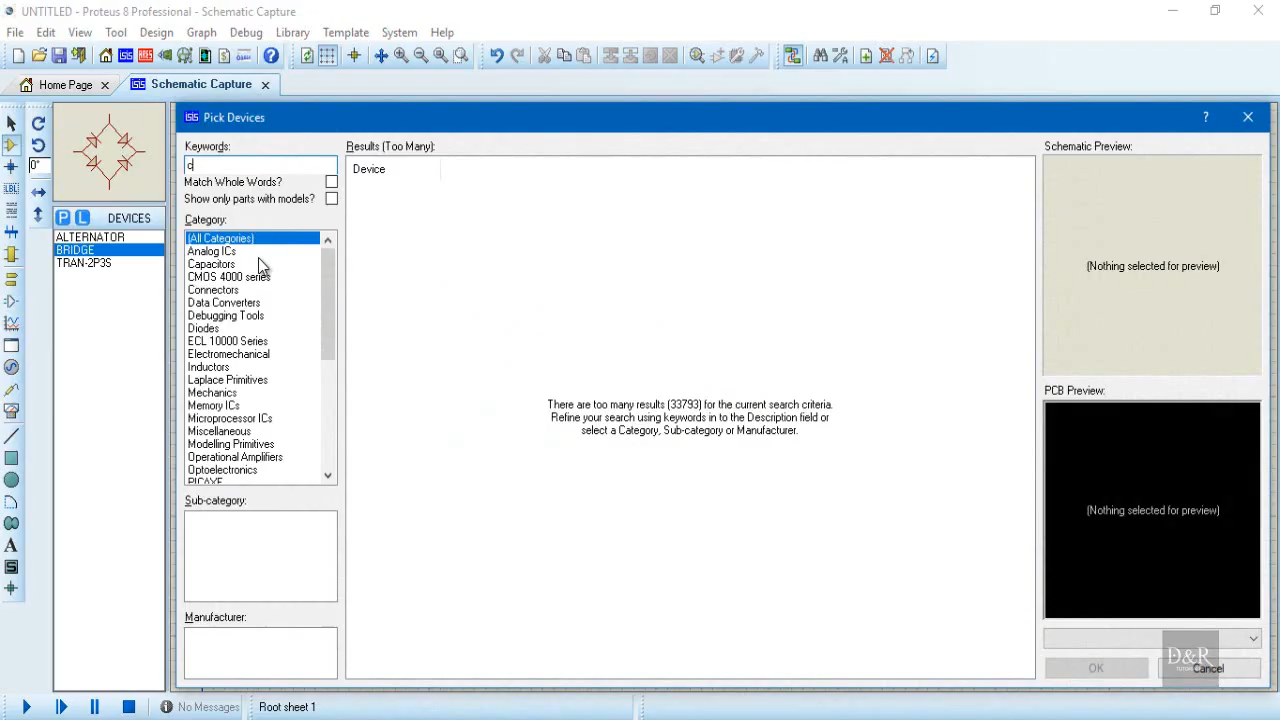 UNTITLED - Proteus 8 Professional - Schematic Capture
File Edit View Tool Design Graph Debug Library Template System Help
Home Page
Schematic Capture
ISIS Pick Devices
Keywords:
c
Match Whole Words?
Show only parts with models?
Category:
(All Categories)
Analog ICs
Capacitors
CMOS 4000 series
Connectors
Data Converters
Debugging Tools
Diodes
ECL 10000 Series
Electromechanical
Inductors
Laplace Primitives
Mechanics
Memory ICs
Microprocessor ICs
Miscellaneous
Modelling Primitives
Operational Amplifiers
Optoelectronics
PICAXE
Sub-category:
Manufacturer:
Results (Too Many):
Device
There are too many results (33793) for the current search criteria.
Refine your search using keywords in to the Description field or
select a Category, Sub-category or Manufacturer.
Schematic Preview:
(Nothing selected for preview)
PCB Preview:
(Nothing selected for preview)
OK
Cancel
D&R
0°
LBL
P L DEVICES
ALTERNATOR
BRIDGE
TRAN-2P3S
No Messages
Root sheet 1